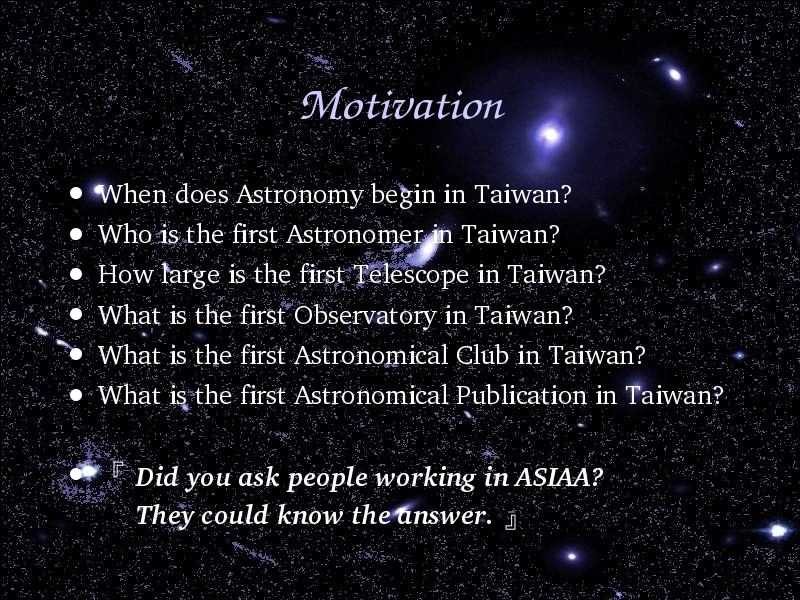 Motivation
• When does Astronomy begin in Taiwan?
• Who is the first Astronomer in Taiwan?
• How large is the first Telescope in Taiwan?
• What is the first Observatory in Taiwan?
• What is the first Astronomical Club in Taiwan?
• What is the first Astronomical Publication in Taiwan?
• 『 Did you ask people working in ASIAA?
They could know the answer. 』